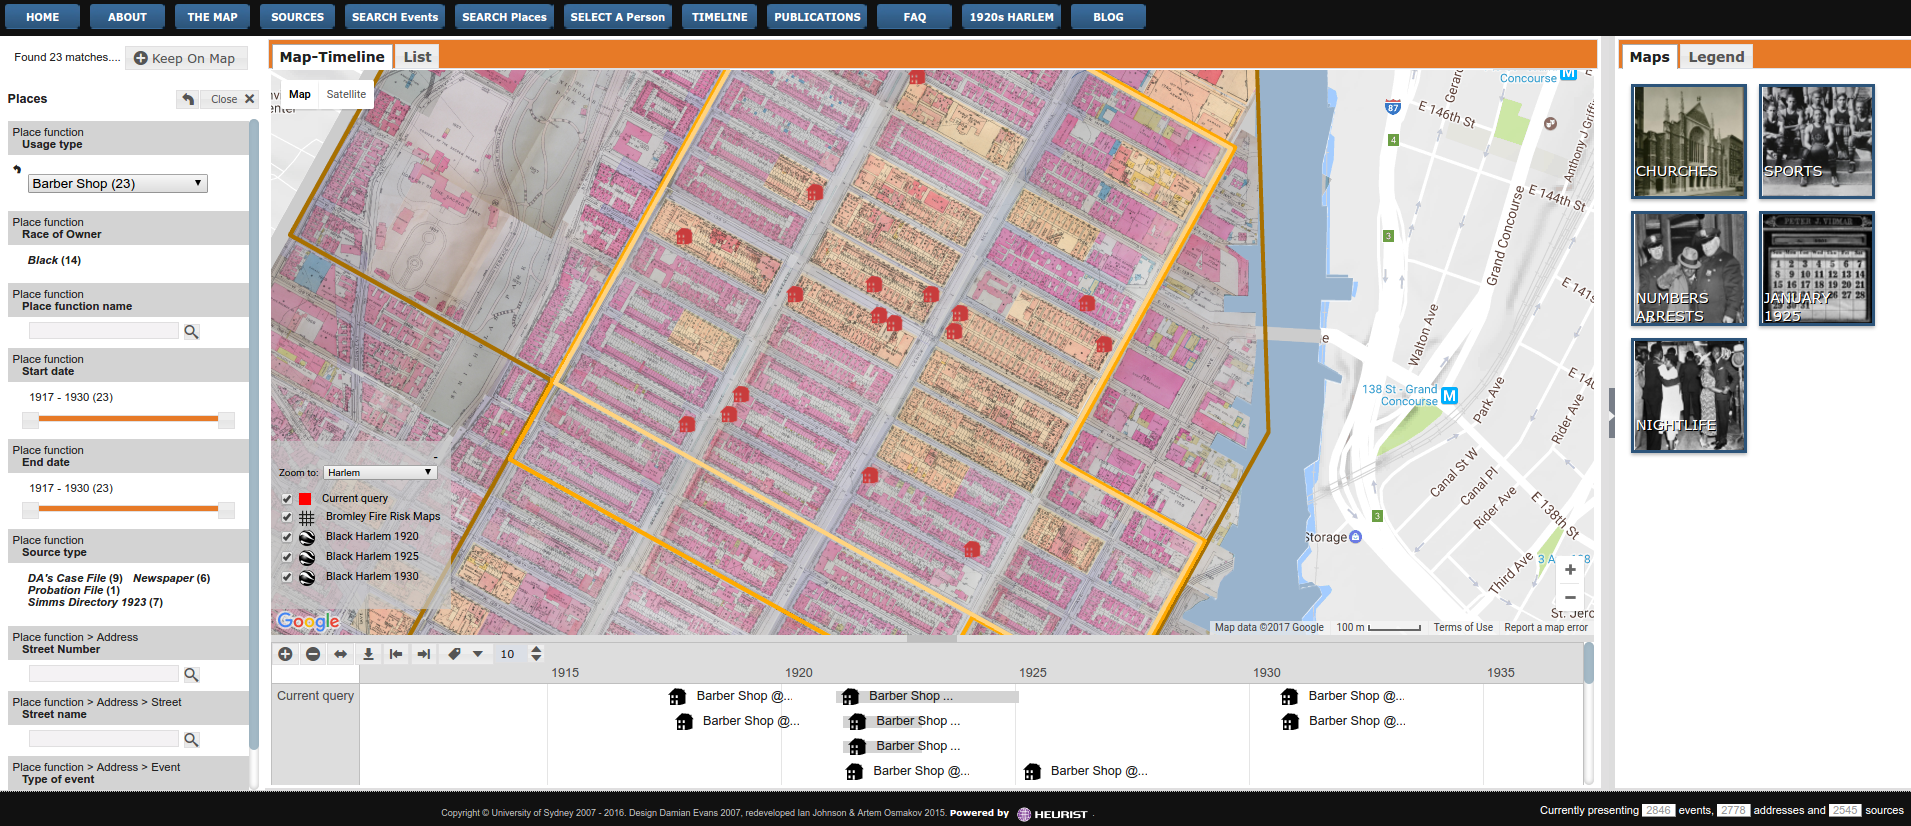 HOME ABOUT THE MAP SOURCES SEARCH Events SEARCH Places SELECT A Person TIMELINE PUBLICATIONS FAQ 1920s HARLEM BLOG
Found 23 matches.... Keep On Map
Places Close
Place function
Usage type
Barber Shop (23)
Place function
Race of Owner
Black (14)
Place function
Place function name
Place function
Start date
1917 - 1930 (23)
Place function
End date
1917 - 1930 (23)
Place function
Source type
DA's Case File (9) Newspaper (6)
Probation File (1)
Simms Directory 1923 (7)
Place function > Address
Street Number
Place function > Address > Street
Street name
Place function > Address > Event
Type of event
Map-Timeline List
Map Satellite
Concourse M
E 146th St
87
4
E 144th St
Grand Concourse
3
Walton Ave
138 St - Grand
Concourse M
Park Ave
Rider Ave
Canal St W
Canal Pl
Rider Ave
E 138th St
3
Storage
Third Ave
Zoom to: Harlem
Current query
Bromley Fire Risk Maps
Black Harlem 1920
Black Harlem 1925
Black Harlem 1930
Google
Map data ©2017 Google 100 m Terms of Use Report a map error
10
1915 1920 1925 1930 1935
Current query
Barber Shop @... Barber Shop ... Barber Shop @...
Barber Shop @... Barber Shop ... Barber Shop @...
Barber Shop ...
Barber Shop @... Barber Shop @...
Maps Legend
CHURCHES SPORTS
NUMBERS
ARRESTS
PETER J. VIDMAR
JANUARY
1925
NIGHTLIFE
Copyright © University of Sydney 2007 - 2016. Design Damian Evans 2007, redeveloped Ian Johnson & Artem Osmakov 2015. Powered by HEURIST .
Currently presenting 2846 events, 2778 addresses and 2545 sources